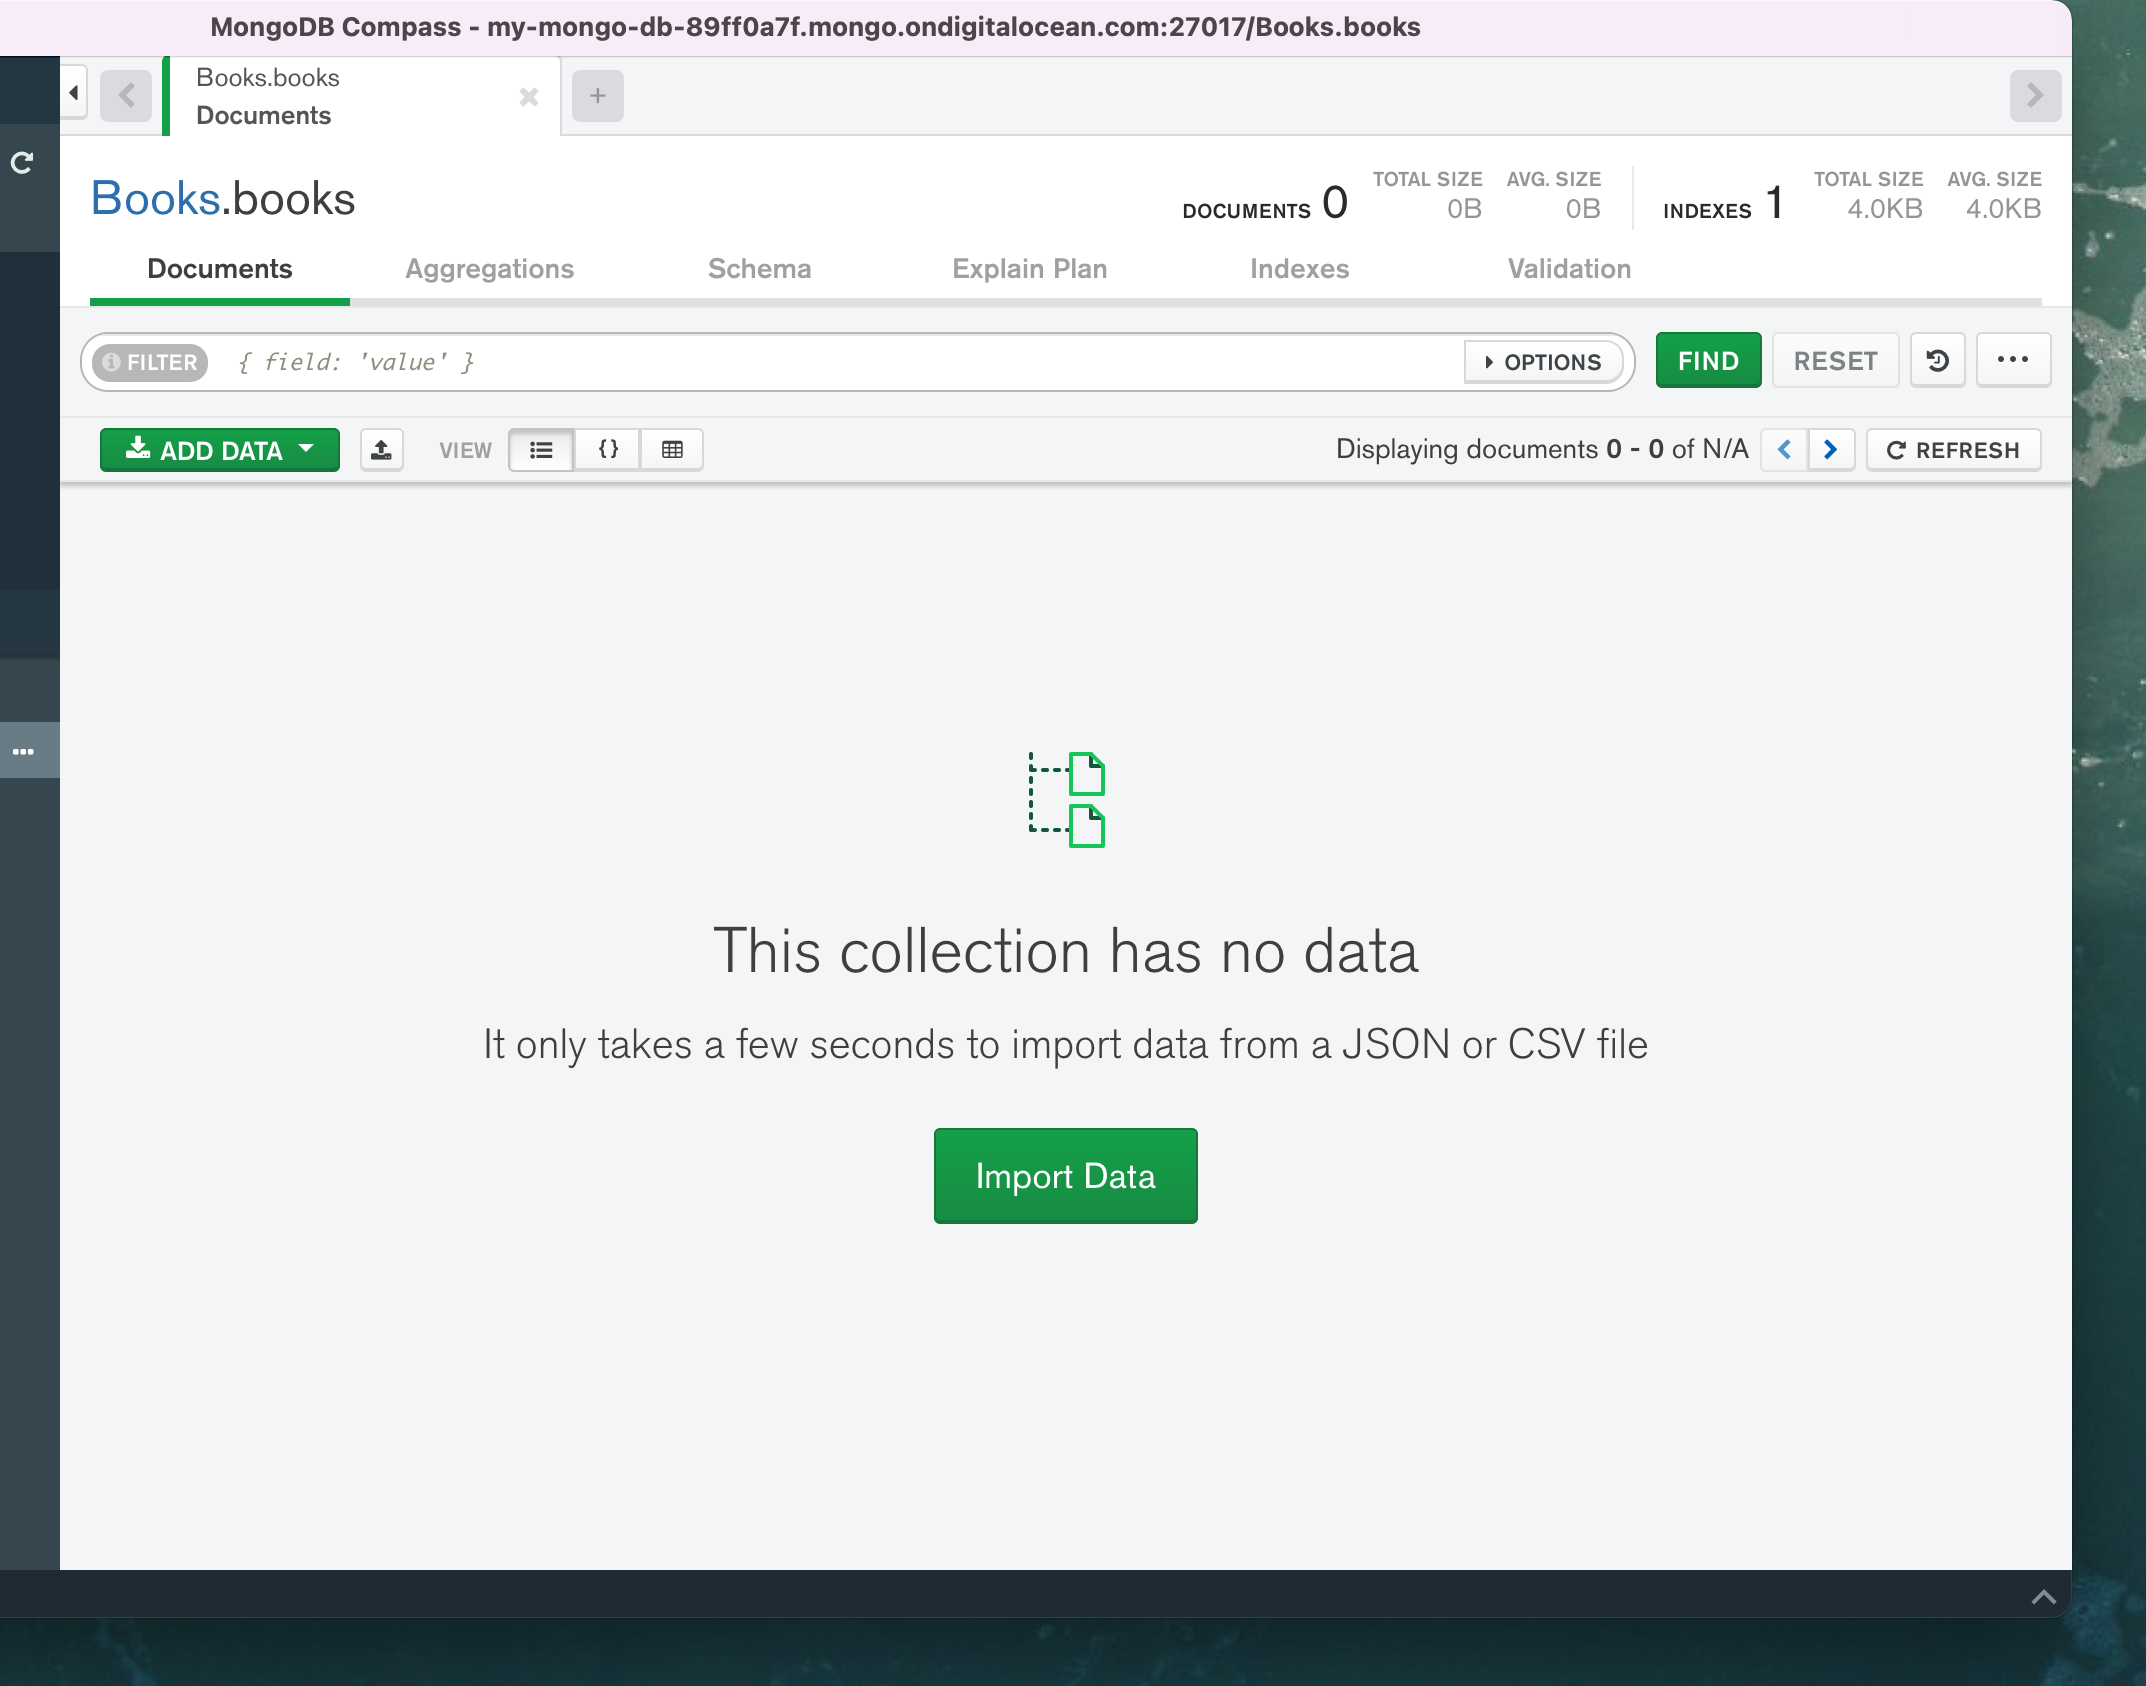 MongoDB Compass - my-mongo-db-89ff0a7f.mongo.ondigitalocean.com:27017/Books.books
Books.books
Documents
Books.books
DOCUMENTS 0
TOTAL SIZE
0B
AVG. SIZE
0B
INDEXES 1
TOTAL SIZE
4.0KB
AVG. SIZE
4.0KB
Documents Aggregations Schema Explain Plan Indexes Validation
FILTER { field: 'value' } OPTIONS FIND RESET
ADD DATA VIEW {} Displaying documents 0 - 0 of N/A REFRESH
This collection has no data
It only takes a few seconds to import data from a JSON or CSV file
Import Data